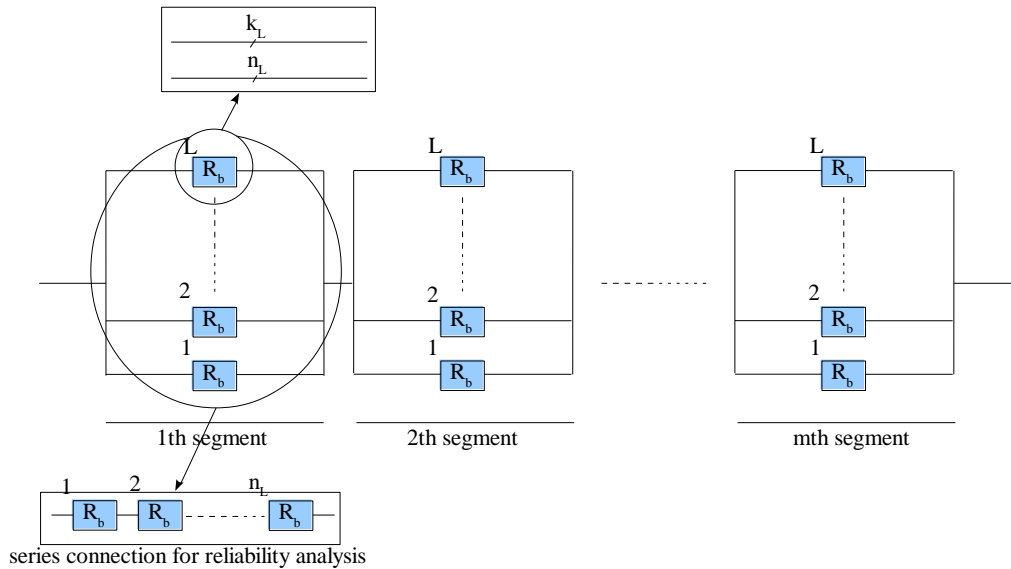 k_L
n_L
L
R_b
L
R_b
L
R_b
2
R_b
2
R_b
2
R_b
1
R_b
1
R_b
1
R_b
1th segment
2th segment
mth segment
1
R_b
2
R_b
n_L
R_b
series connection for reliability analysis